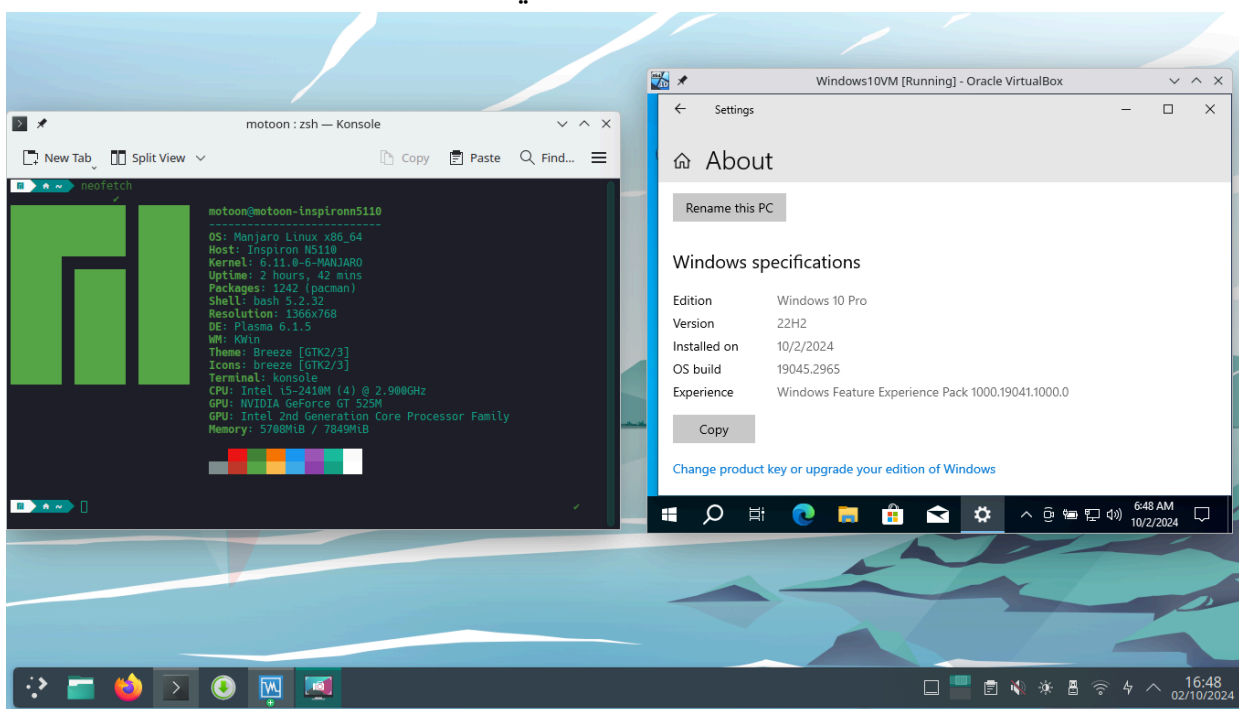 motoon : zsh — Konsole
New Tab Split View Copy Paste Find...
~ neofetch
motoon@motoon-inspironn5110
---------------------------
OS: Manjaro Linux x86_64
Host: Inspiron N5110
Kernel: 6.11.0-6-MANJARO
Uptime: 2 hours, 42 mins
Packages: 1242 (pacman)
Shell: bash 5.2.32
Resolution: 1366x768
DE: Plasma 6.1.5
WM: KWin
Theme: Breeze [GTK2/3]
Icons: breeze [GTK2/3]
Terminal: konsole
CPU: Intel i5-2410M (4) @ 2.900GHz
GPU: NVIDIA GeForce GT 525M
GPU: Intel 2nd Generation Core Processor Family
Memory: 5708MiB / 7849MiB
~
Windows10VM [Running] - Oracle VirtualBox
Settings
About
Rename this PC
Windows specifications
Edition Windows 10 Pro
Version 22H2
Installed on 10/2/2024
OS build 19045.2965
Experience Windows Feature Experience Pack 1000.19041.1000.0
Copy
Change product key or upgrade your edition of Windows
6:48 AM
10/2/2024
16:48
02/10/2024